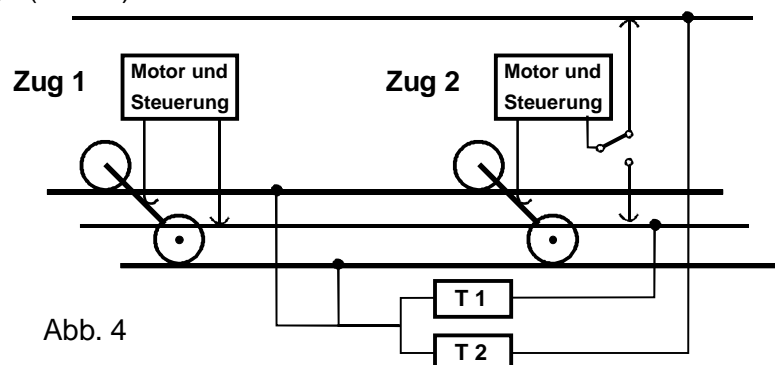 Zug 1
Motor und
Steuerung
Zug 2
Motor und
Steuerung
T 1
Abb. 4
T 2